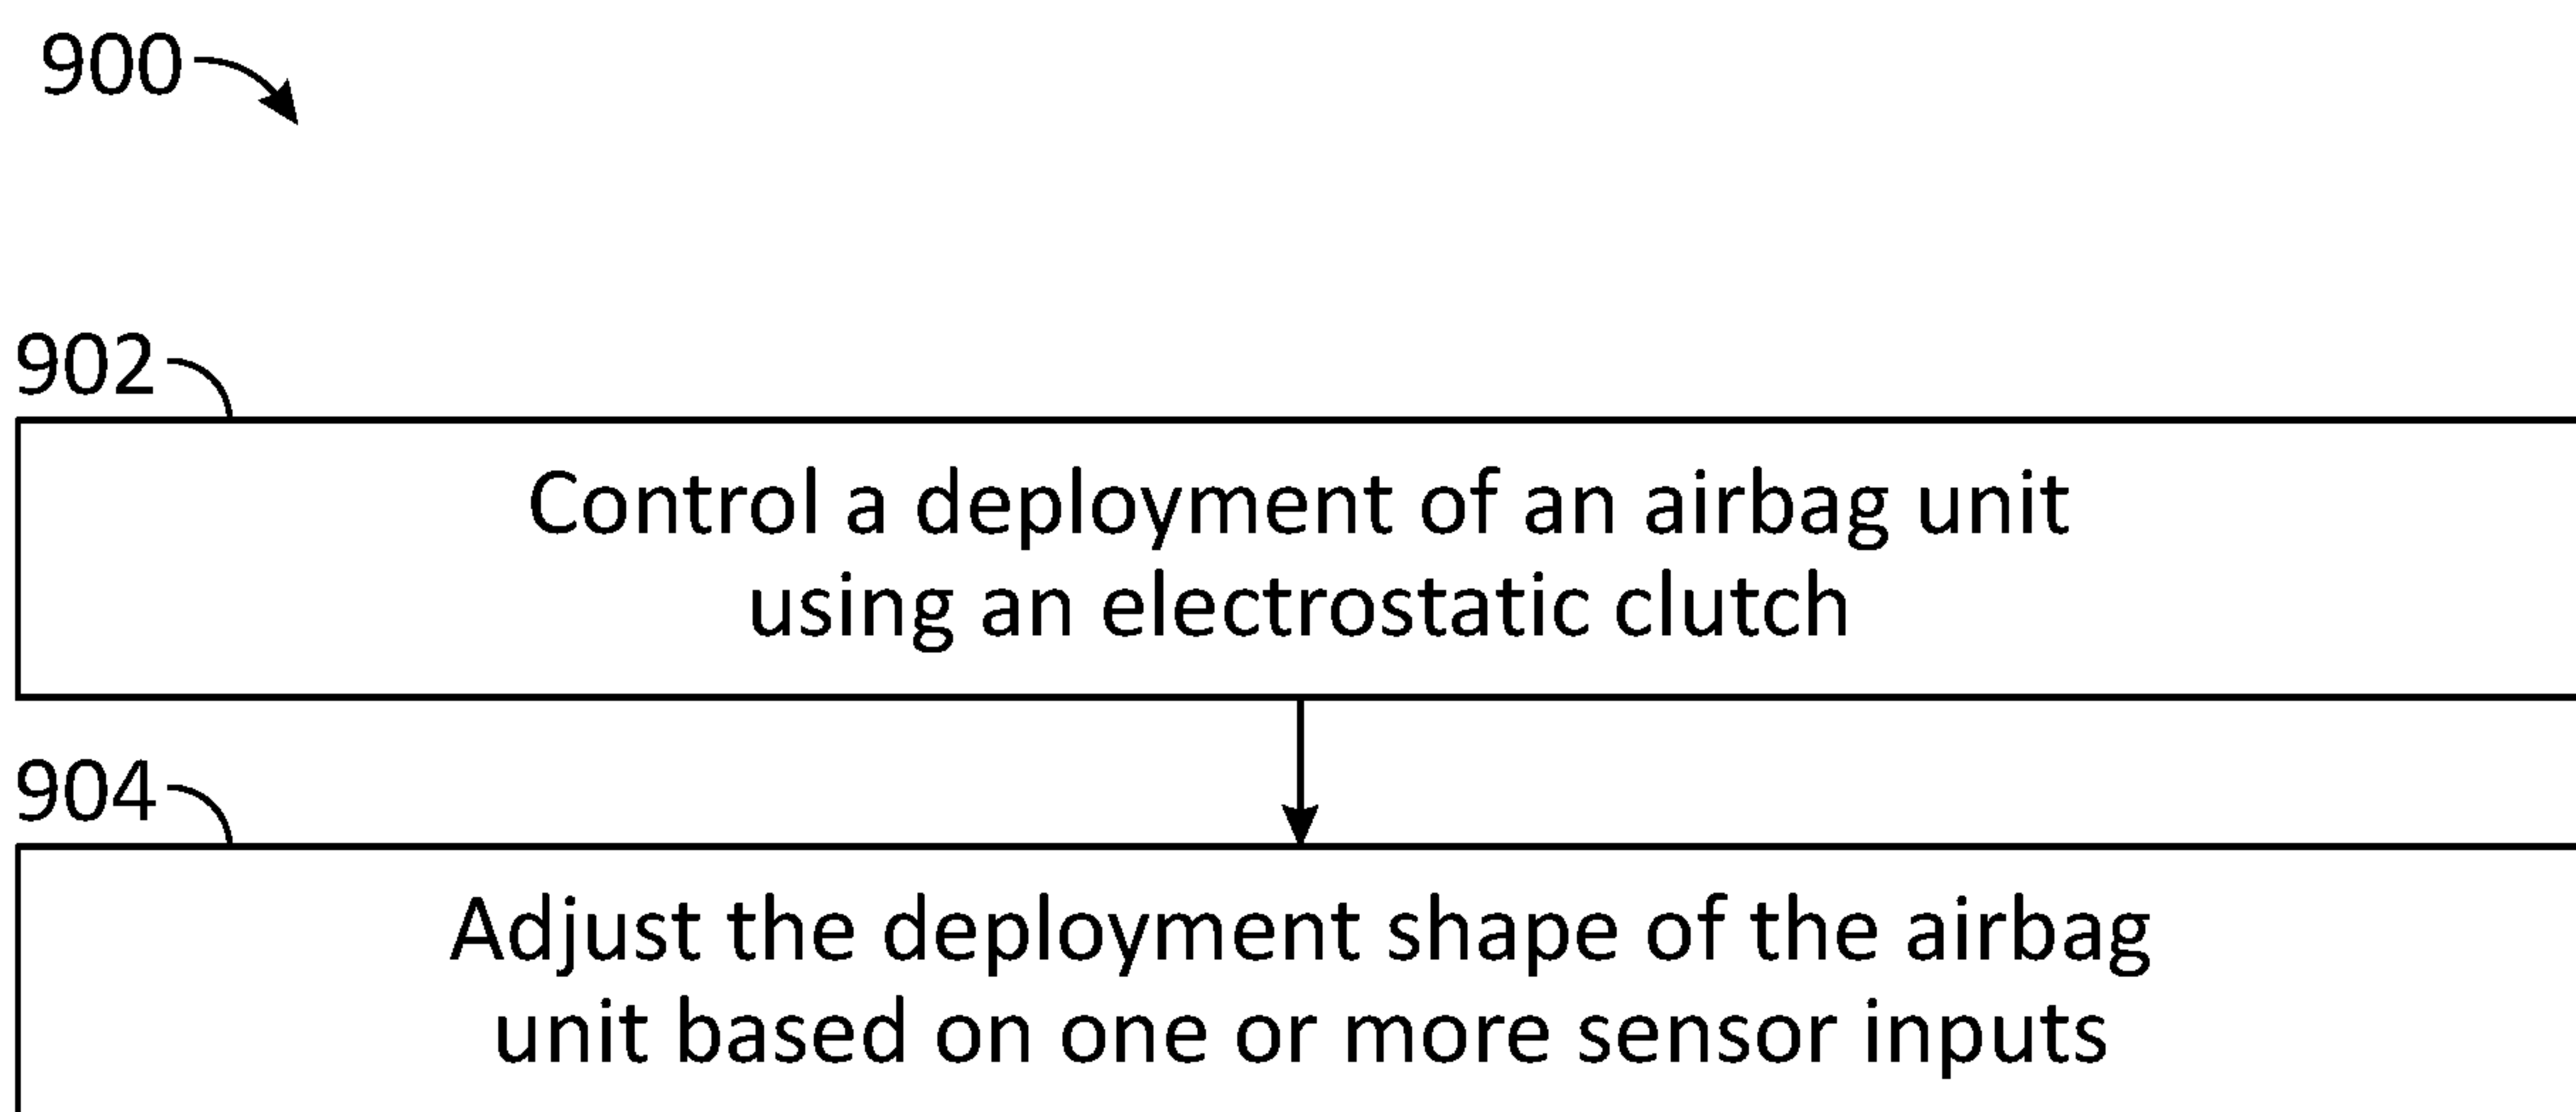 900
902
Control a deployment of an airbag unit
using an electrostatic clutch
904
Adjust the deployment shape of the airbag
unit based on one or more sensor inputs